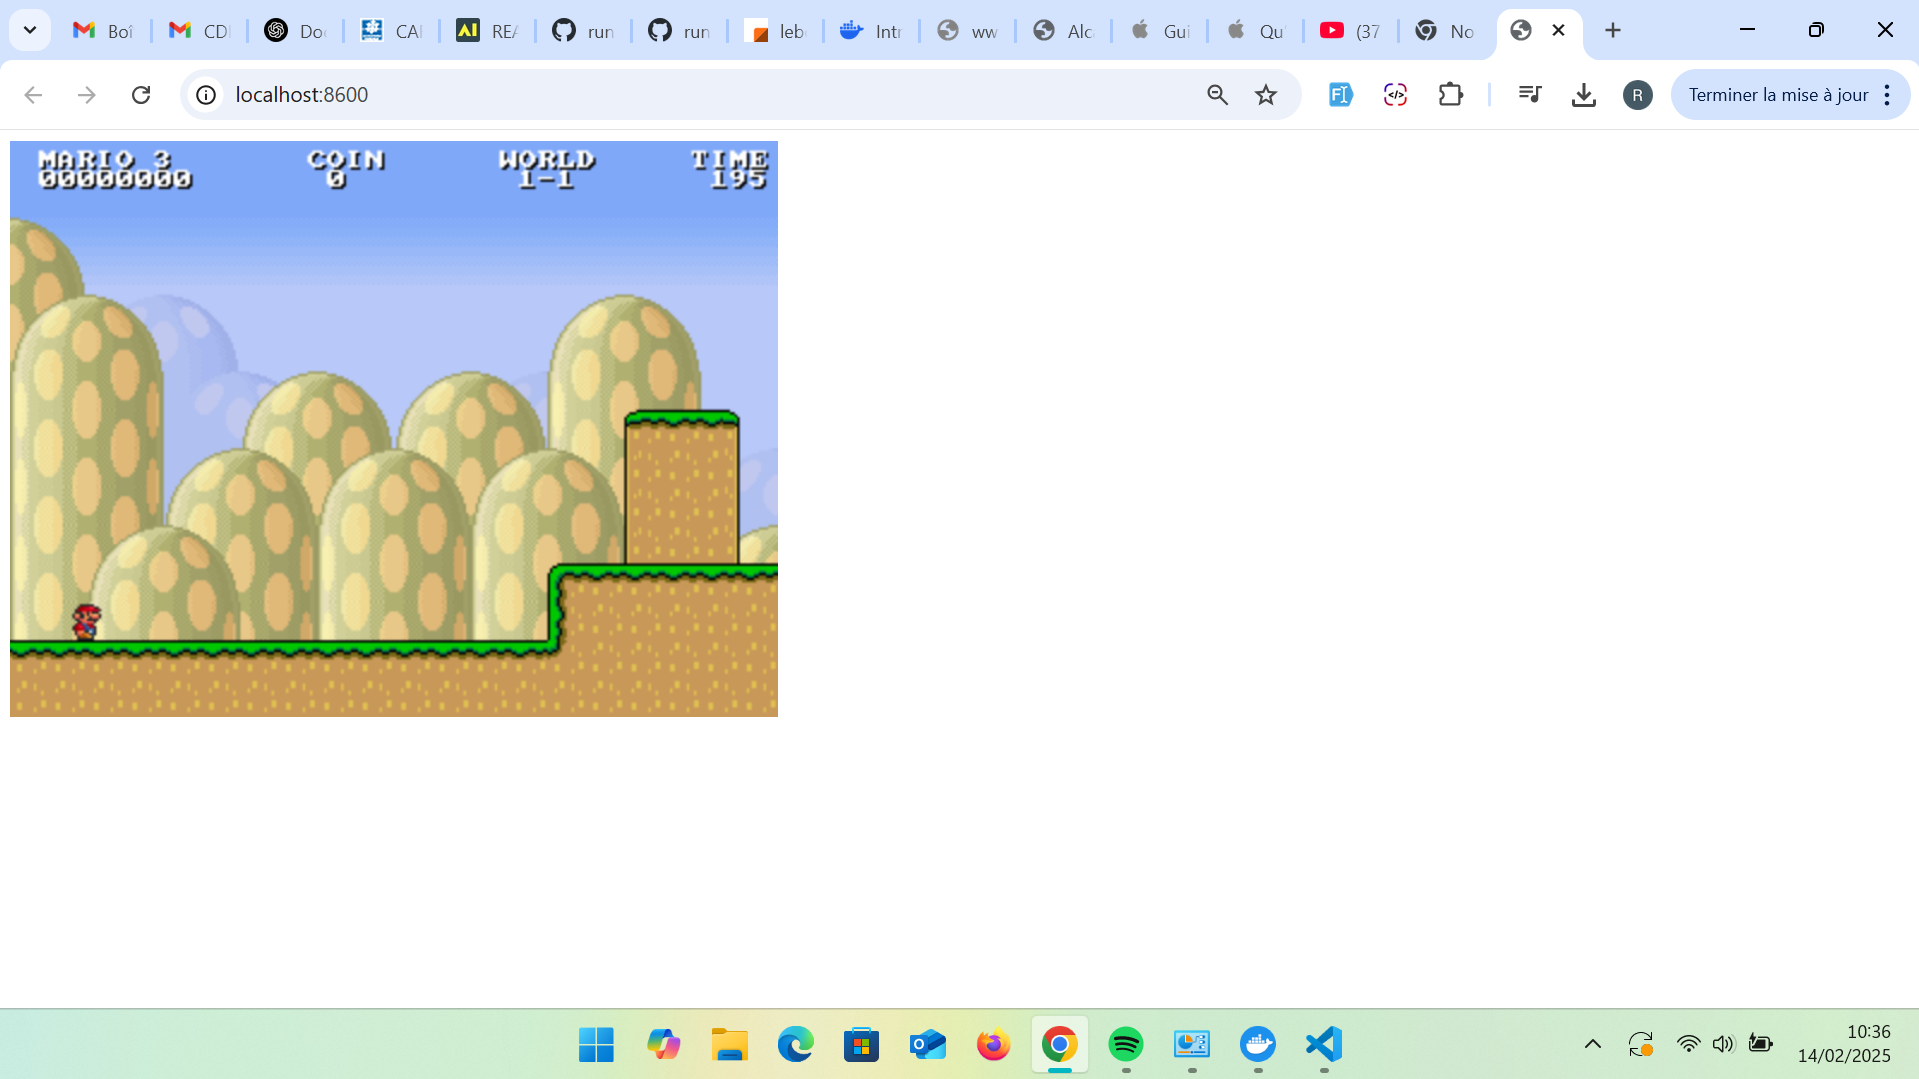 Boî
CD
Do
CA
REA
run
run
leb
Intr
ww
Alc
Gui
Qu'
(37
No
localhost:8600
R
Terminer la mise à jour
MARIO 3 COIN WORLD TIME
00000000 0 1-1 195
10:36
14/02/2025